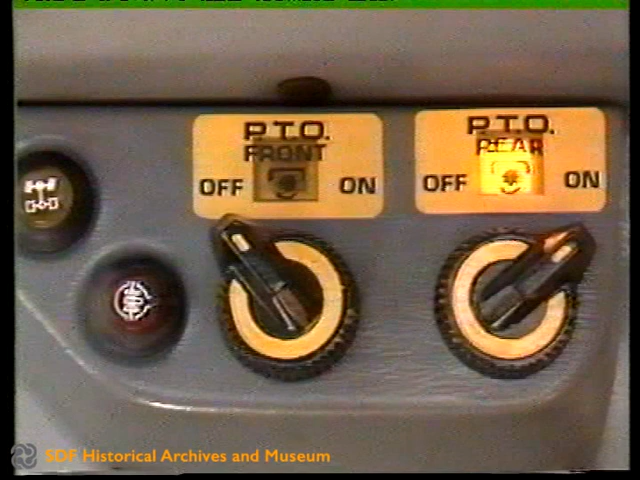 P.T.O.
FRONT
OFF ON
P.T.O.
REAR
OFF ON
SDF Historical Archives and Museum